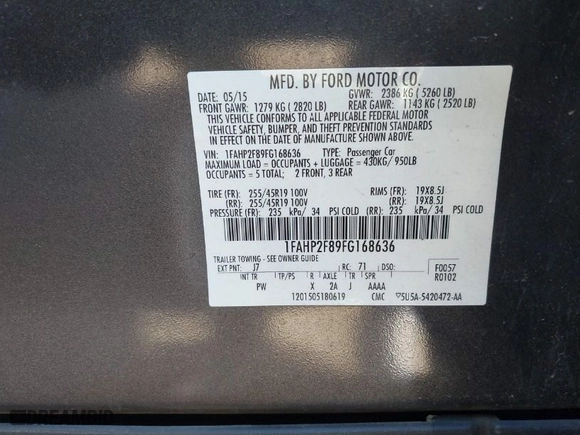 MFD. BY FORD MOTOR CO.
DATE: 05/15 GVWR: 2386 KG ( 5260 LB)
FRONT GAWR: 1279 KG ( 2820 LB) REAR GAWR: 1143 KG ( 2520 LB)
THIS VEHICLE CONFORMS TO ALL APPLICABLE FEDERAL MOTOR
VEHICLE SAFETY, BUMPER, AND THEFT PREVENTION STANDARDS
IN EFFECT ON THE DATE OF MANUFACTURE SHOWN ABOVE.
VIN: 1FAHP2F89FG168636 TYPE: Passenger Car
MAXIMUM LOAD = OCCUPANTS + LUGGAGE = 430KG/ 950LB
OCCUPANTS = 5 TOTAL; 2 FRONT, 3 REAR
TIRE (FR): 255/45R19 100V RIMS (FR): 19X8.5J
(RR): 255/45R19 100V (RR): 19X8.5J
PRESSURE (FR): 235 kPa/ 34 PSI COLD (RR): 235 kPa/ 34 PSI COLD
1FAHP2F89FG168636
TRAILER TOWING - SEE OWNER GUIDE
EXT PNT: J7 RC: 71 DSO: F0057
INT TR TP/PS R AXLE TR SPR R0102
PW X 2A J AAAA
1201505180619 CMC 5U5A-5420472-AA
DREAMBID